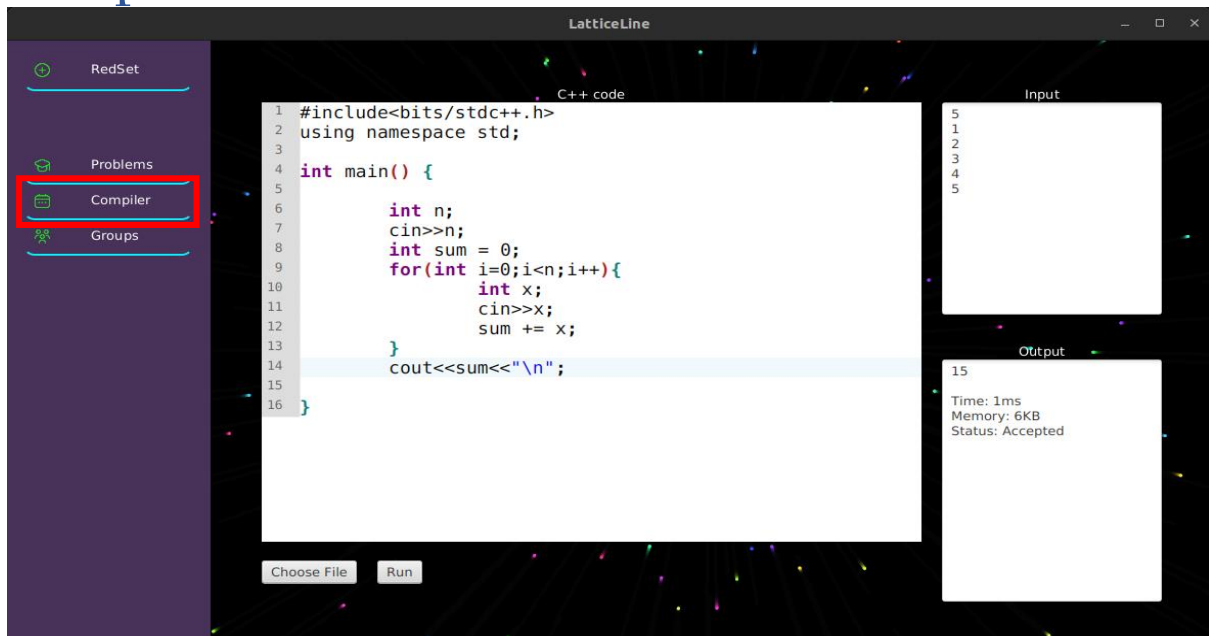 LatticeLine
RedSet
Problems
Compiler
Groups
C++ code
1 #include<bits/stdc++.h>
2 using namespace std;
3
4 int main() {
5
6 int n;
7 cin>>n;
8 int sum = 0;
9 for(int i=0;i<n;i++){
10 int x;
11 cin>>x;
12 sum += x;
13 }
14 cout<<sum<<"\n";
15
16 }
Choose File
Run
Input
5
1
2
3
4
5
Output
15
Time: 1ms
Memory: 6KB
Status: Accepted